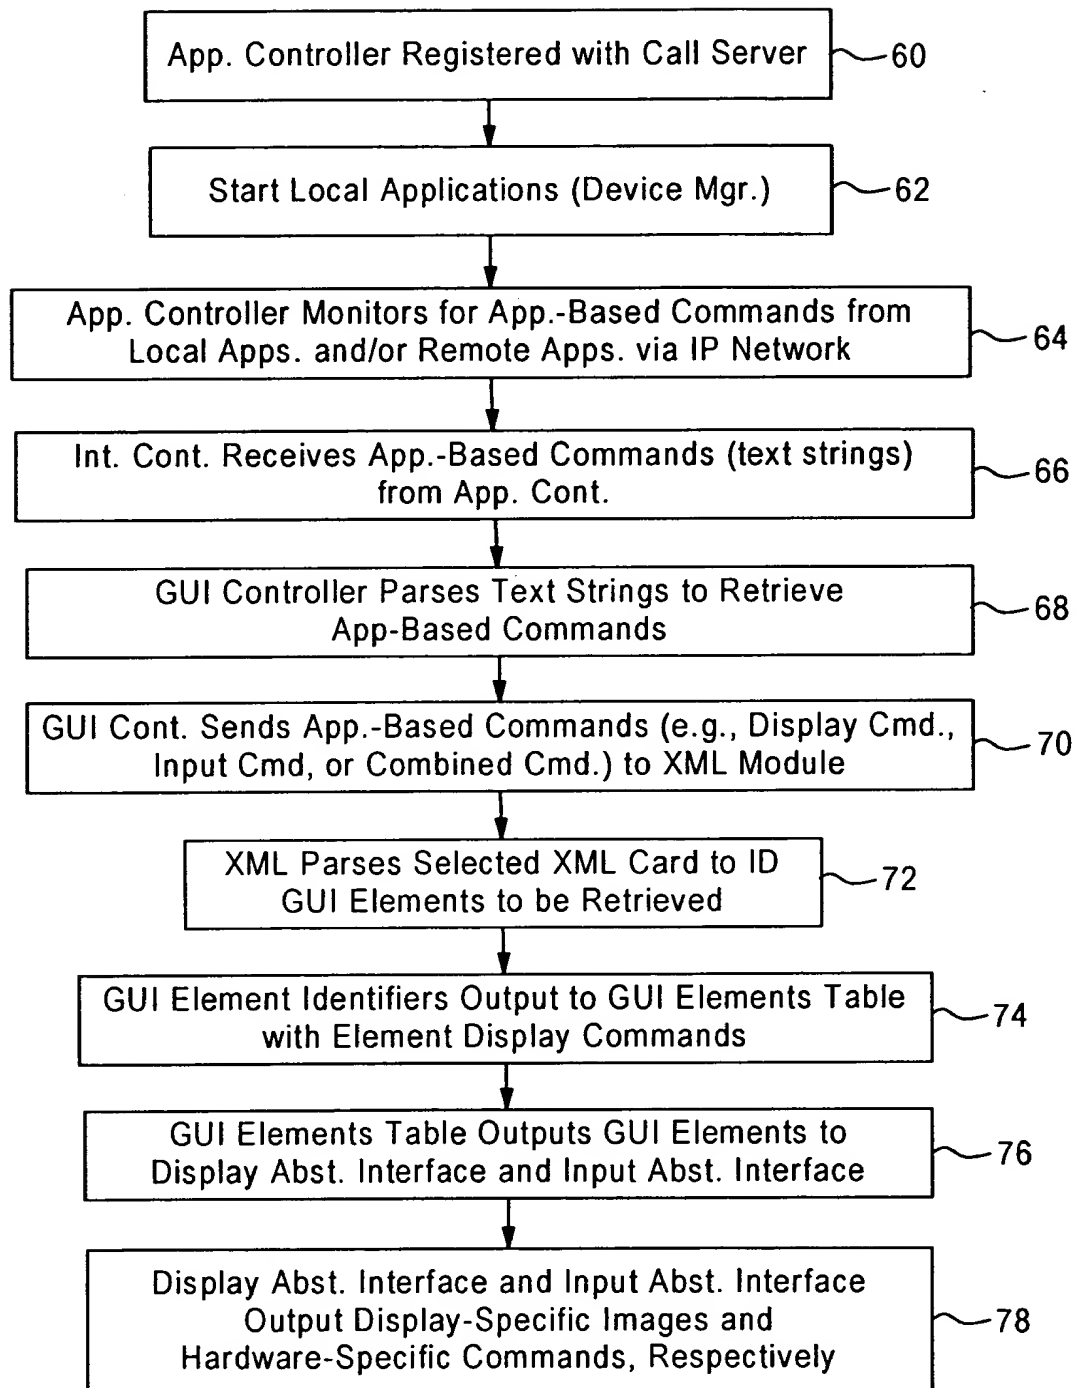 App. Controller Registered with Call Server
60
Start Local Applications (Device Mgr.)
62
App. Controller Monitors for App.-Based Commands from
Local Apps. and/or Remote Apps. via IP Network
64
Int. Cont. Receives App.-Based Commands (text strings)
from App. Cont.
66
GUI Controller Parses Text Strings to Retrieve
App-Based Commands
68
GUI Cont. Sends App.-Based Commands (e.g., Display Cmd.,
Input Cmd, or Combined Cmd.) to XML Module
70
XML Parses Selected XML Card to ID
GUI Elements to be Retrieved
72
GUI Element Identifiers Output to GUI Elements Table
with Element Display Commands
74
GUI Elements Table Outputs GUI Elements to
Display Abst. Interface and Input Abst. Interface
76
Display Abst. Interface and Input Abst. Interface
Output Display-Specific Images and
Hardware-Specific Commands, Respectively
78